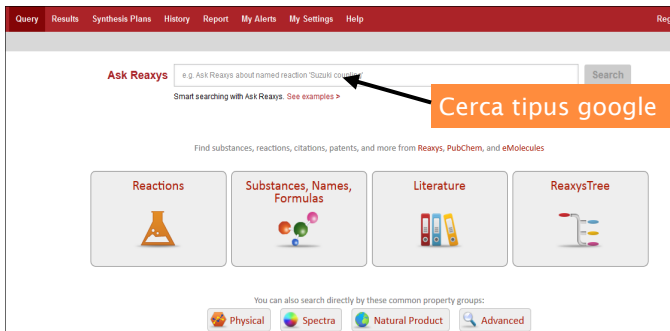 Query Results Synthesis Plans History Report My Alerts My Settings Help Reg
Ask Reaxys
e.g. Ask Reaxys about named reaction 'Suzuki coupling'
Search
Smart searching with Ask Reaxys. See examples >
Cerca tipus google
Find substances, reactions, citations, patents, and more from Reaxys, PubChem, and eMolecules
Reactions
Substances, Names,
Formulas
Literature
ReaxysTree
You can also search directly by these common property groups:
Physical Spectra Natural Product Advanced